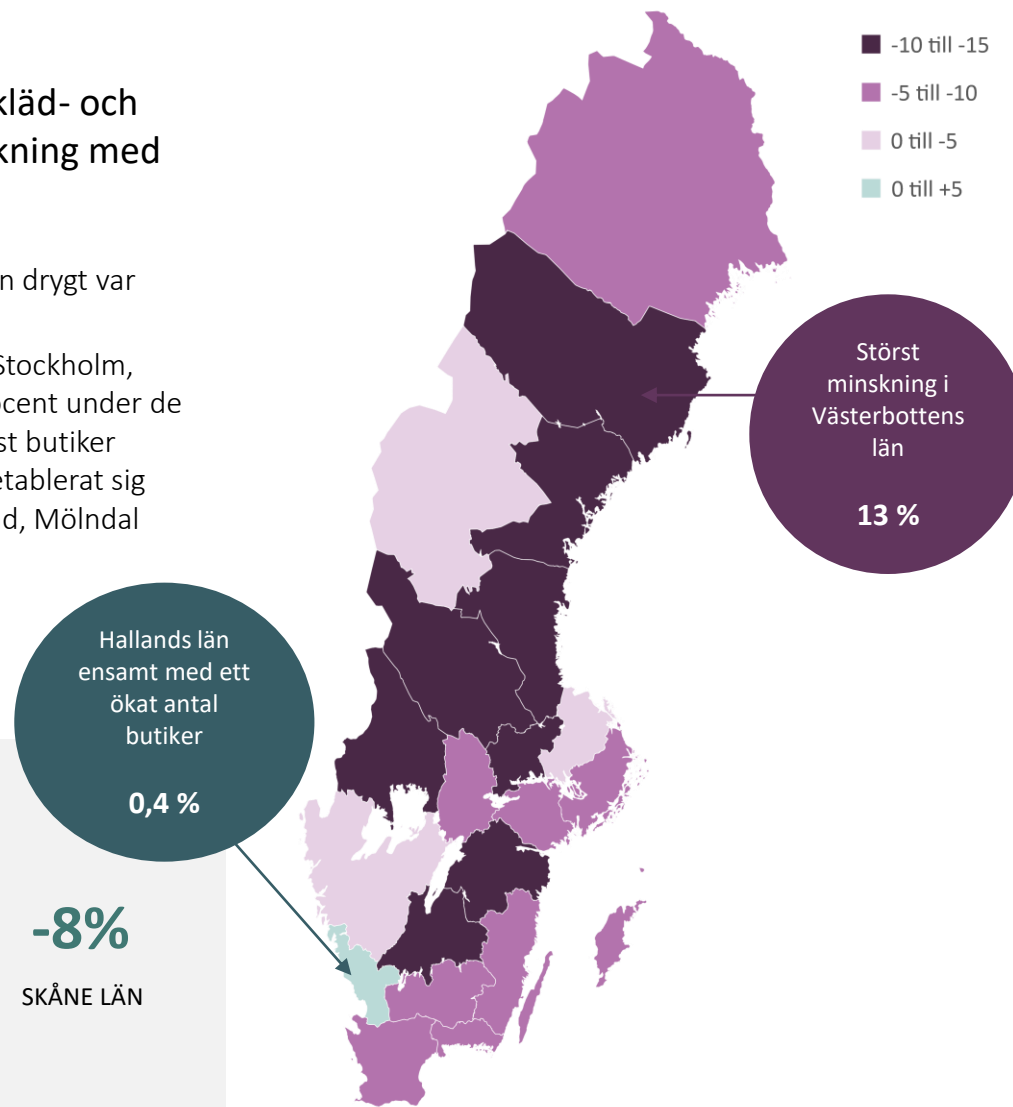 kläd- och
kning med
n drygt var
Stockholm,
ocent under de
st butiker
etablerat sig
d, Mölndal
-10 till -15
-5 till -10
0 till -5
0 till +5
Störst
minskning i
Västerbottens
län
13 %
Hallands län
ensamt med ett
ökat antal
butiker
0,4 %
-8%
SKÅNE LÄN